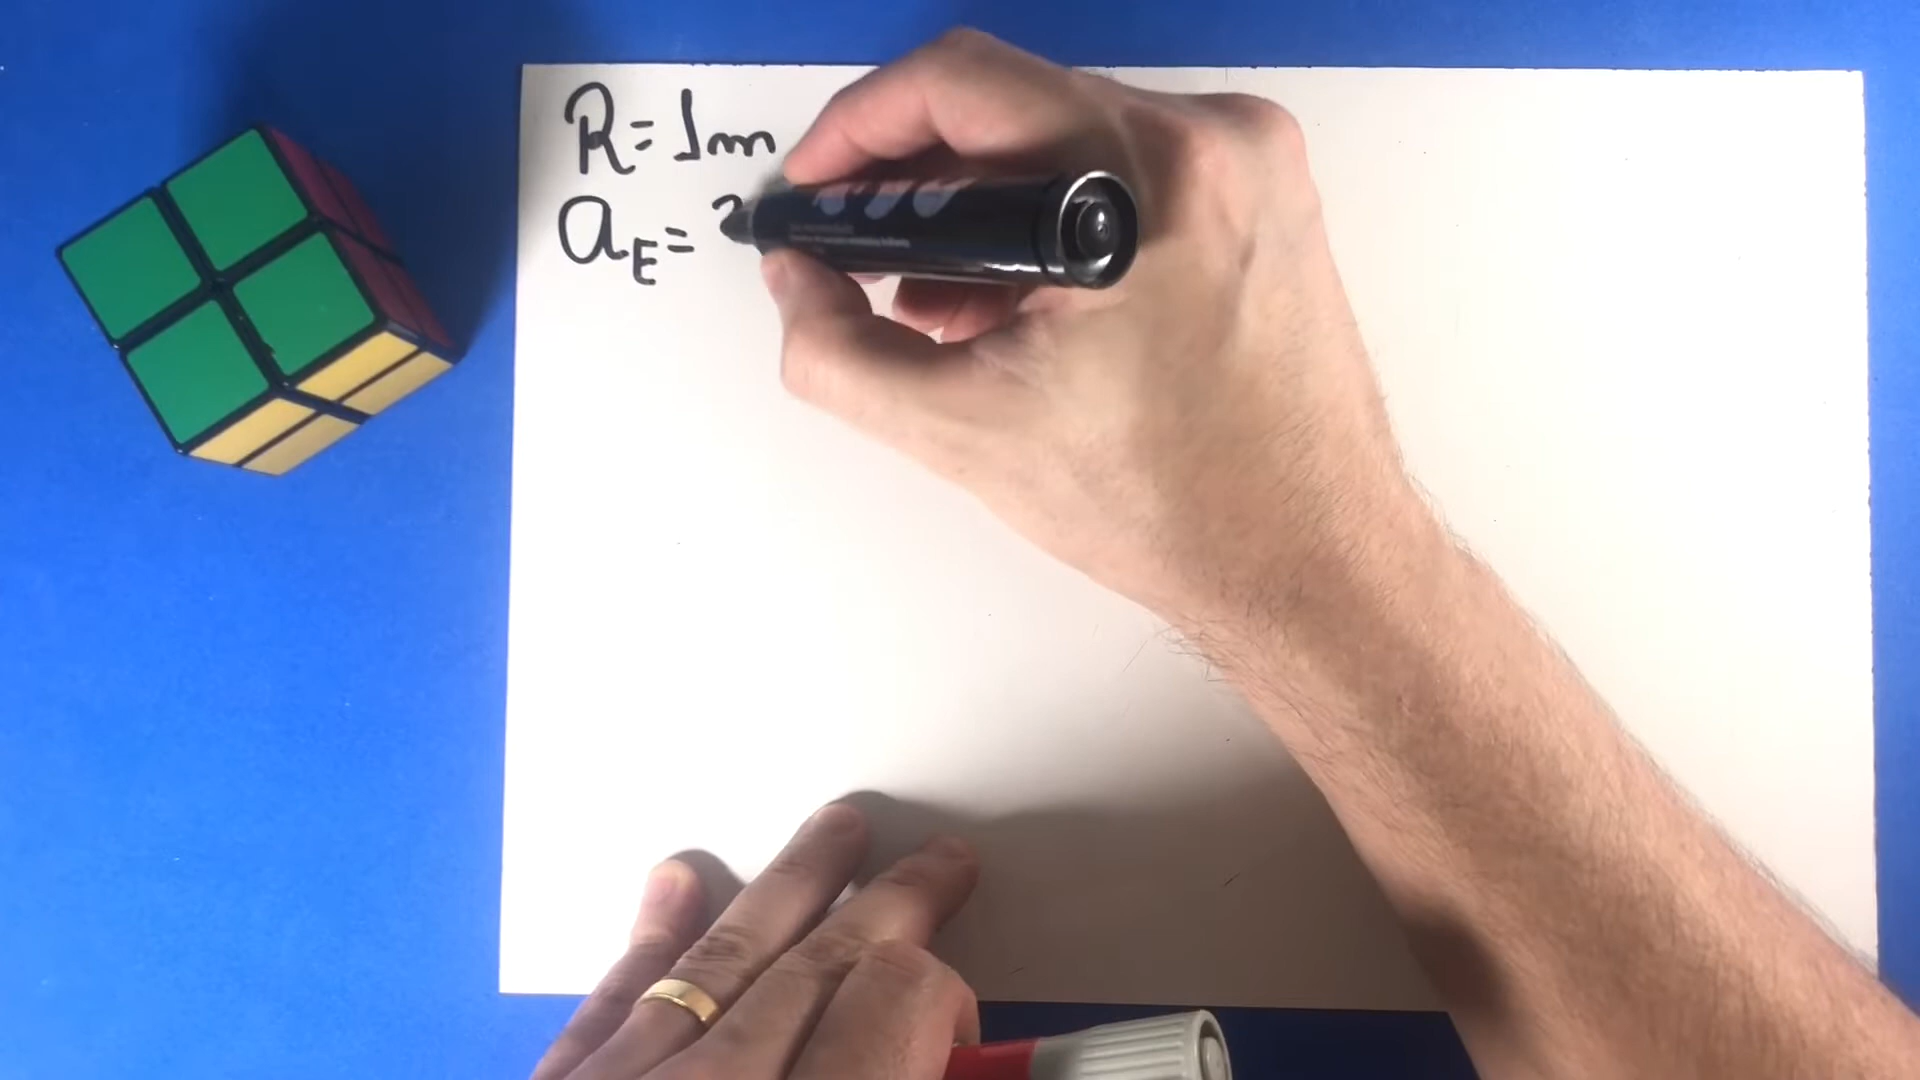 R = 1m
a_E =